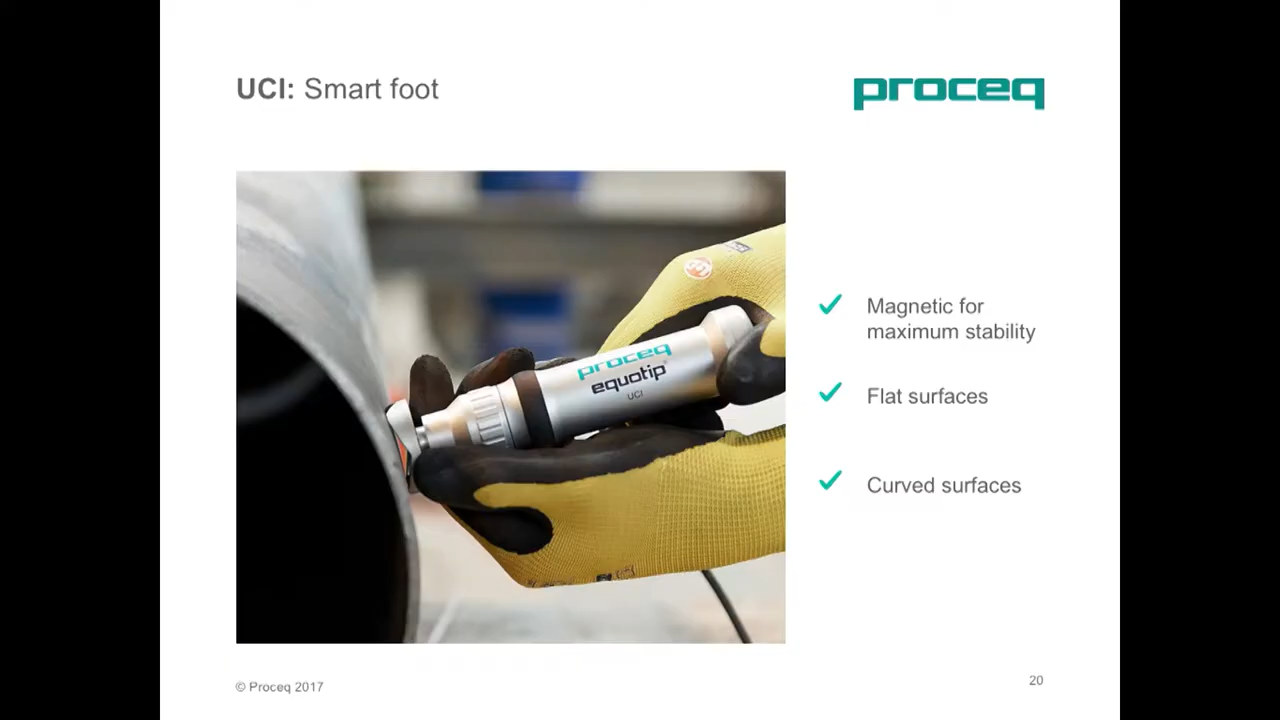 UCI: Smart foot
proceq
proceq
equotip
UCI
Magnetic for
maximum stability
Flat surfaces
Curved surfaces
© Proceq 2017
20